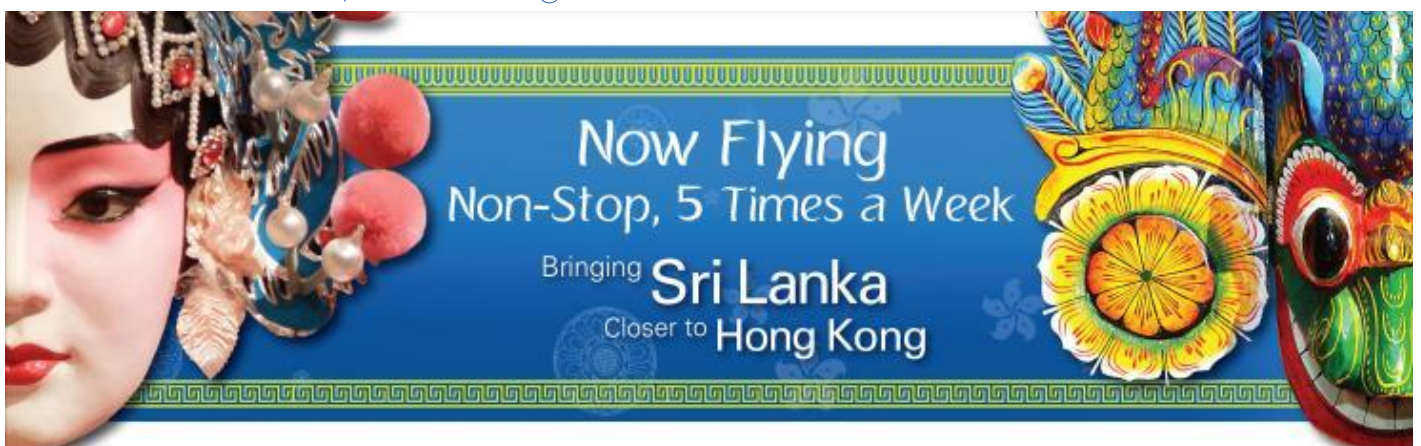 Now Flying
Non-Stop, 5 Times a Week
Bringing Sri Lanka
Closer to Hong Kong